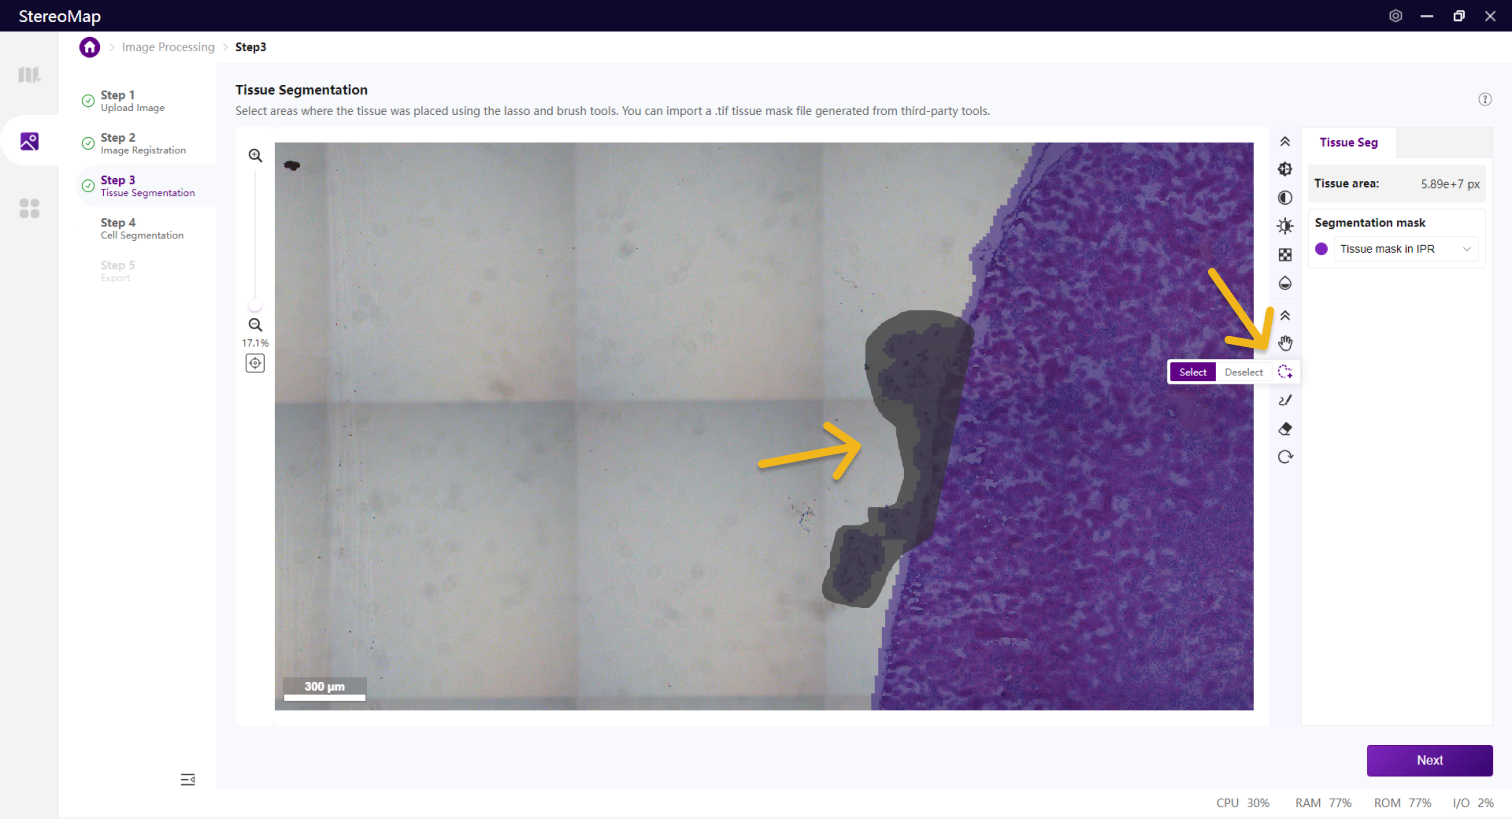 StereoMap
Image Processing
Step3
Step 1
Upload Image
Step 2
Image Registration
Step 3
Tissue Segmentation
Step 4
Cell Segmentation
Step 5
Export
Tissue Segmentation
Select areas where the tissue was placed using the lasso and brush tools. You can import a .tif tissue mask file generated from third-party tools.
17.1%
300 μm
Select
Deselect
Tissue Seg
Tissue area: 5.89e+7 px
Segmentation mask
Tissue mask in IPR
Next
CPU 30% RAM 77% ROM 77% I/O 2%